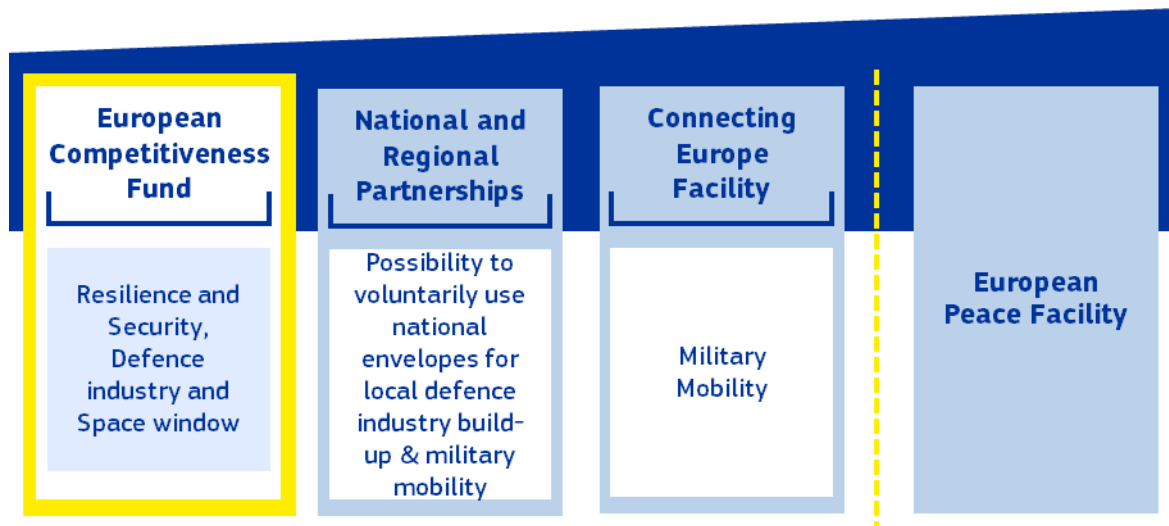 European
Competitiveness
Fund
Resilience and
Security,
Defence
industry and
Space window
National and
Regional
Partnerships
Possibility to
voluntarily use
national
envelopes for
local defence
industry build-
up & military
mobility
Connecting
Europe
Facility
Military
Mobility
European
Peace Facility